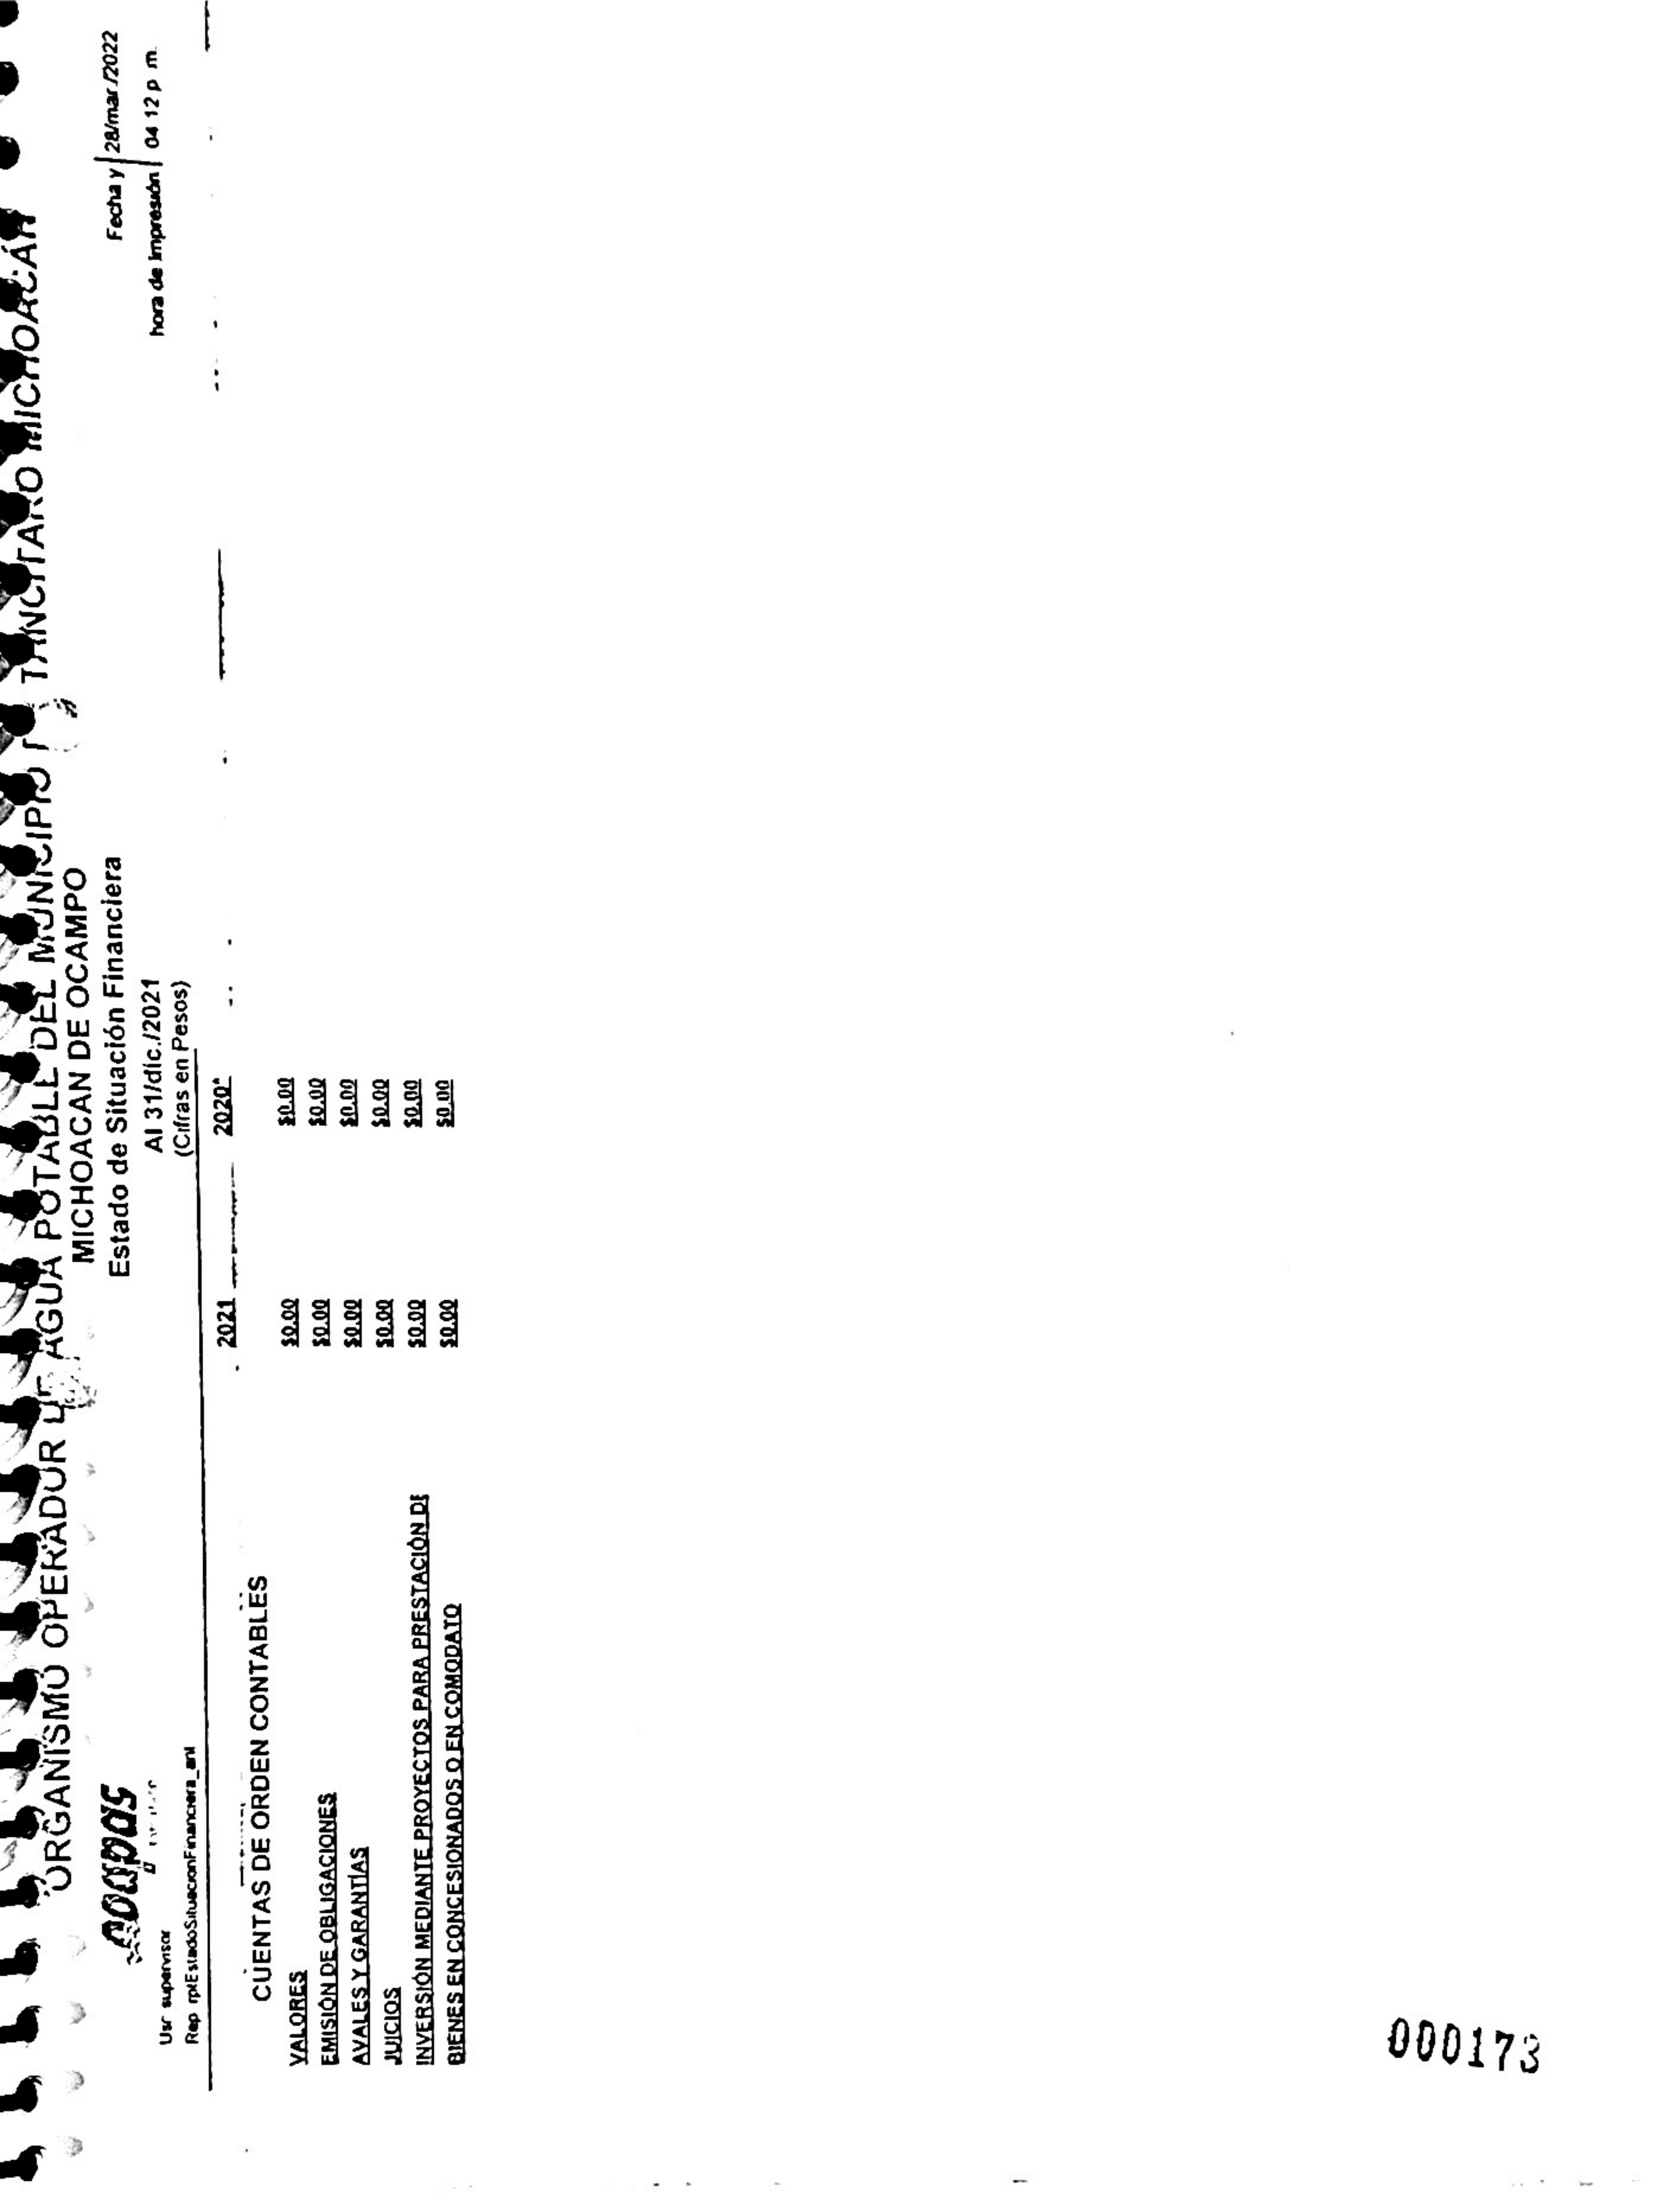 ORGANISMO OPERADOR DE AGUA POTABLE DEL MUNICIPIO TANCITARO MICHOACÁN
MICHOACAN DE OCAMPO
Estado de Situación Financiera
Al 31/dic./2021
(Cifras en Pesos)
Fecha y 28/mar/2022
hora de Impresión 04 12 p m.
ooapas
Usr supervisor
Rep rptEstadoSituacionFinanciera_ant
2021 2020*
CUENTAS DE ORDEN CONTABLES
VALORES $0.00 $0.00
EMISIÓN DE OBLIGACIONES $0.00 $0.00
AVALES Y GARANTÍAS $0.00 $0.00
JUICIOS $0.00 $0.00
INVERSIÓN MEDIANTE PROYECTOS PARA PRESTACIÓN DE $0.00 $0.00
BIENES EN CONCESIONADOS O EN COMODATO $0.00 $0.00
000173